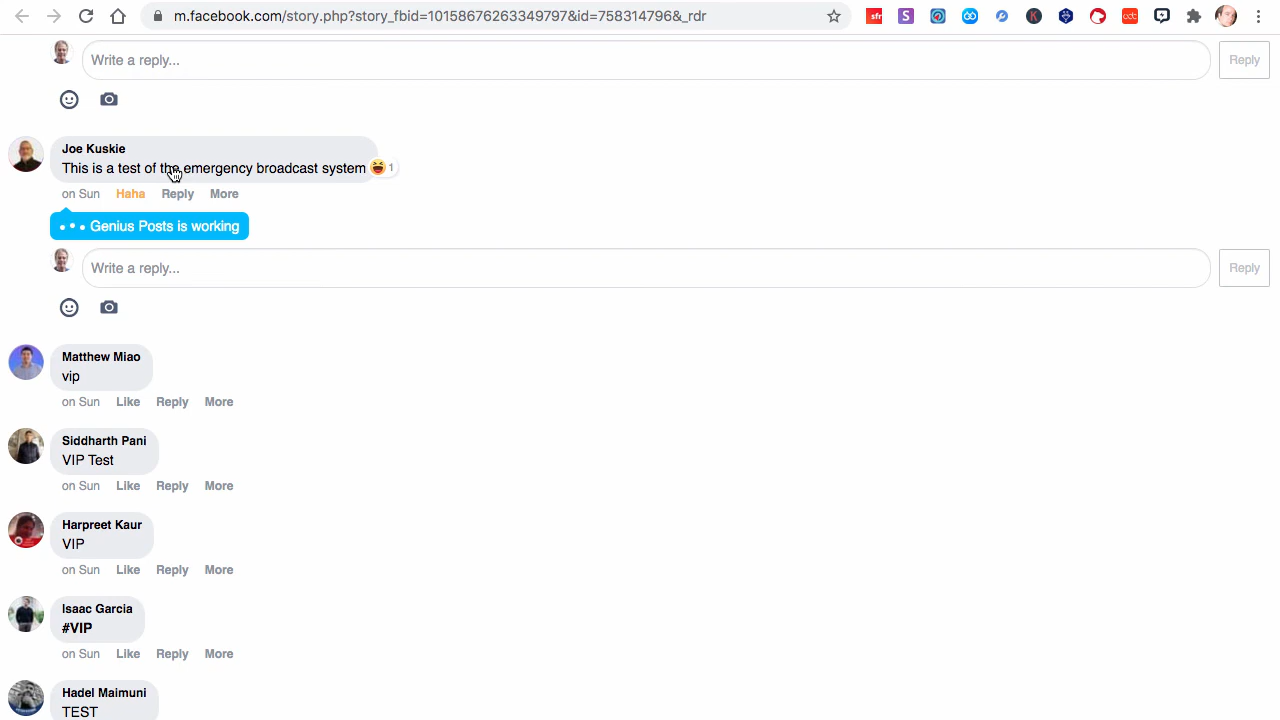 m.facebook.com/story.php?story_fbid=10158676263349797&id=758314796&_rdr
sfr S K cdc
Write a reply...
Reply
Joe Kuskie
This is a test of the emergency broadcast system 1
on Sun Haha Reply More
Genius Posts is working
Write a reply...
Reply
Matthew Miao
vip
on Sun Like Reply More
Siddharth Pani
VIP Test
on Sun Like Reply More
Harpreet Kaur
VIP
on Sun Like Reply More
Isaac Garcia
#VIP
on Sun Like Reply More
Hadel Maimuni
TEST